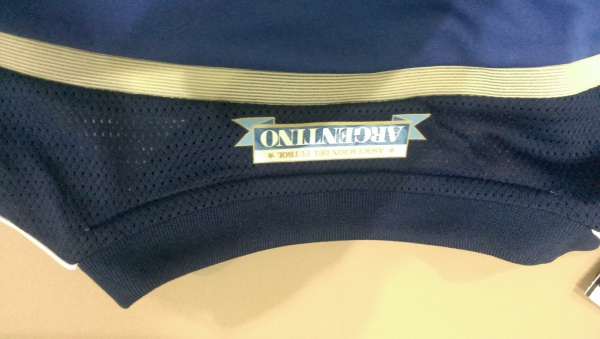 ★ ASOCIACION DEL FUTBOL ★
ARGENTINO